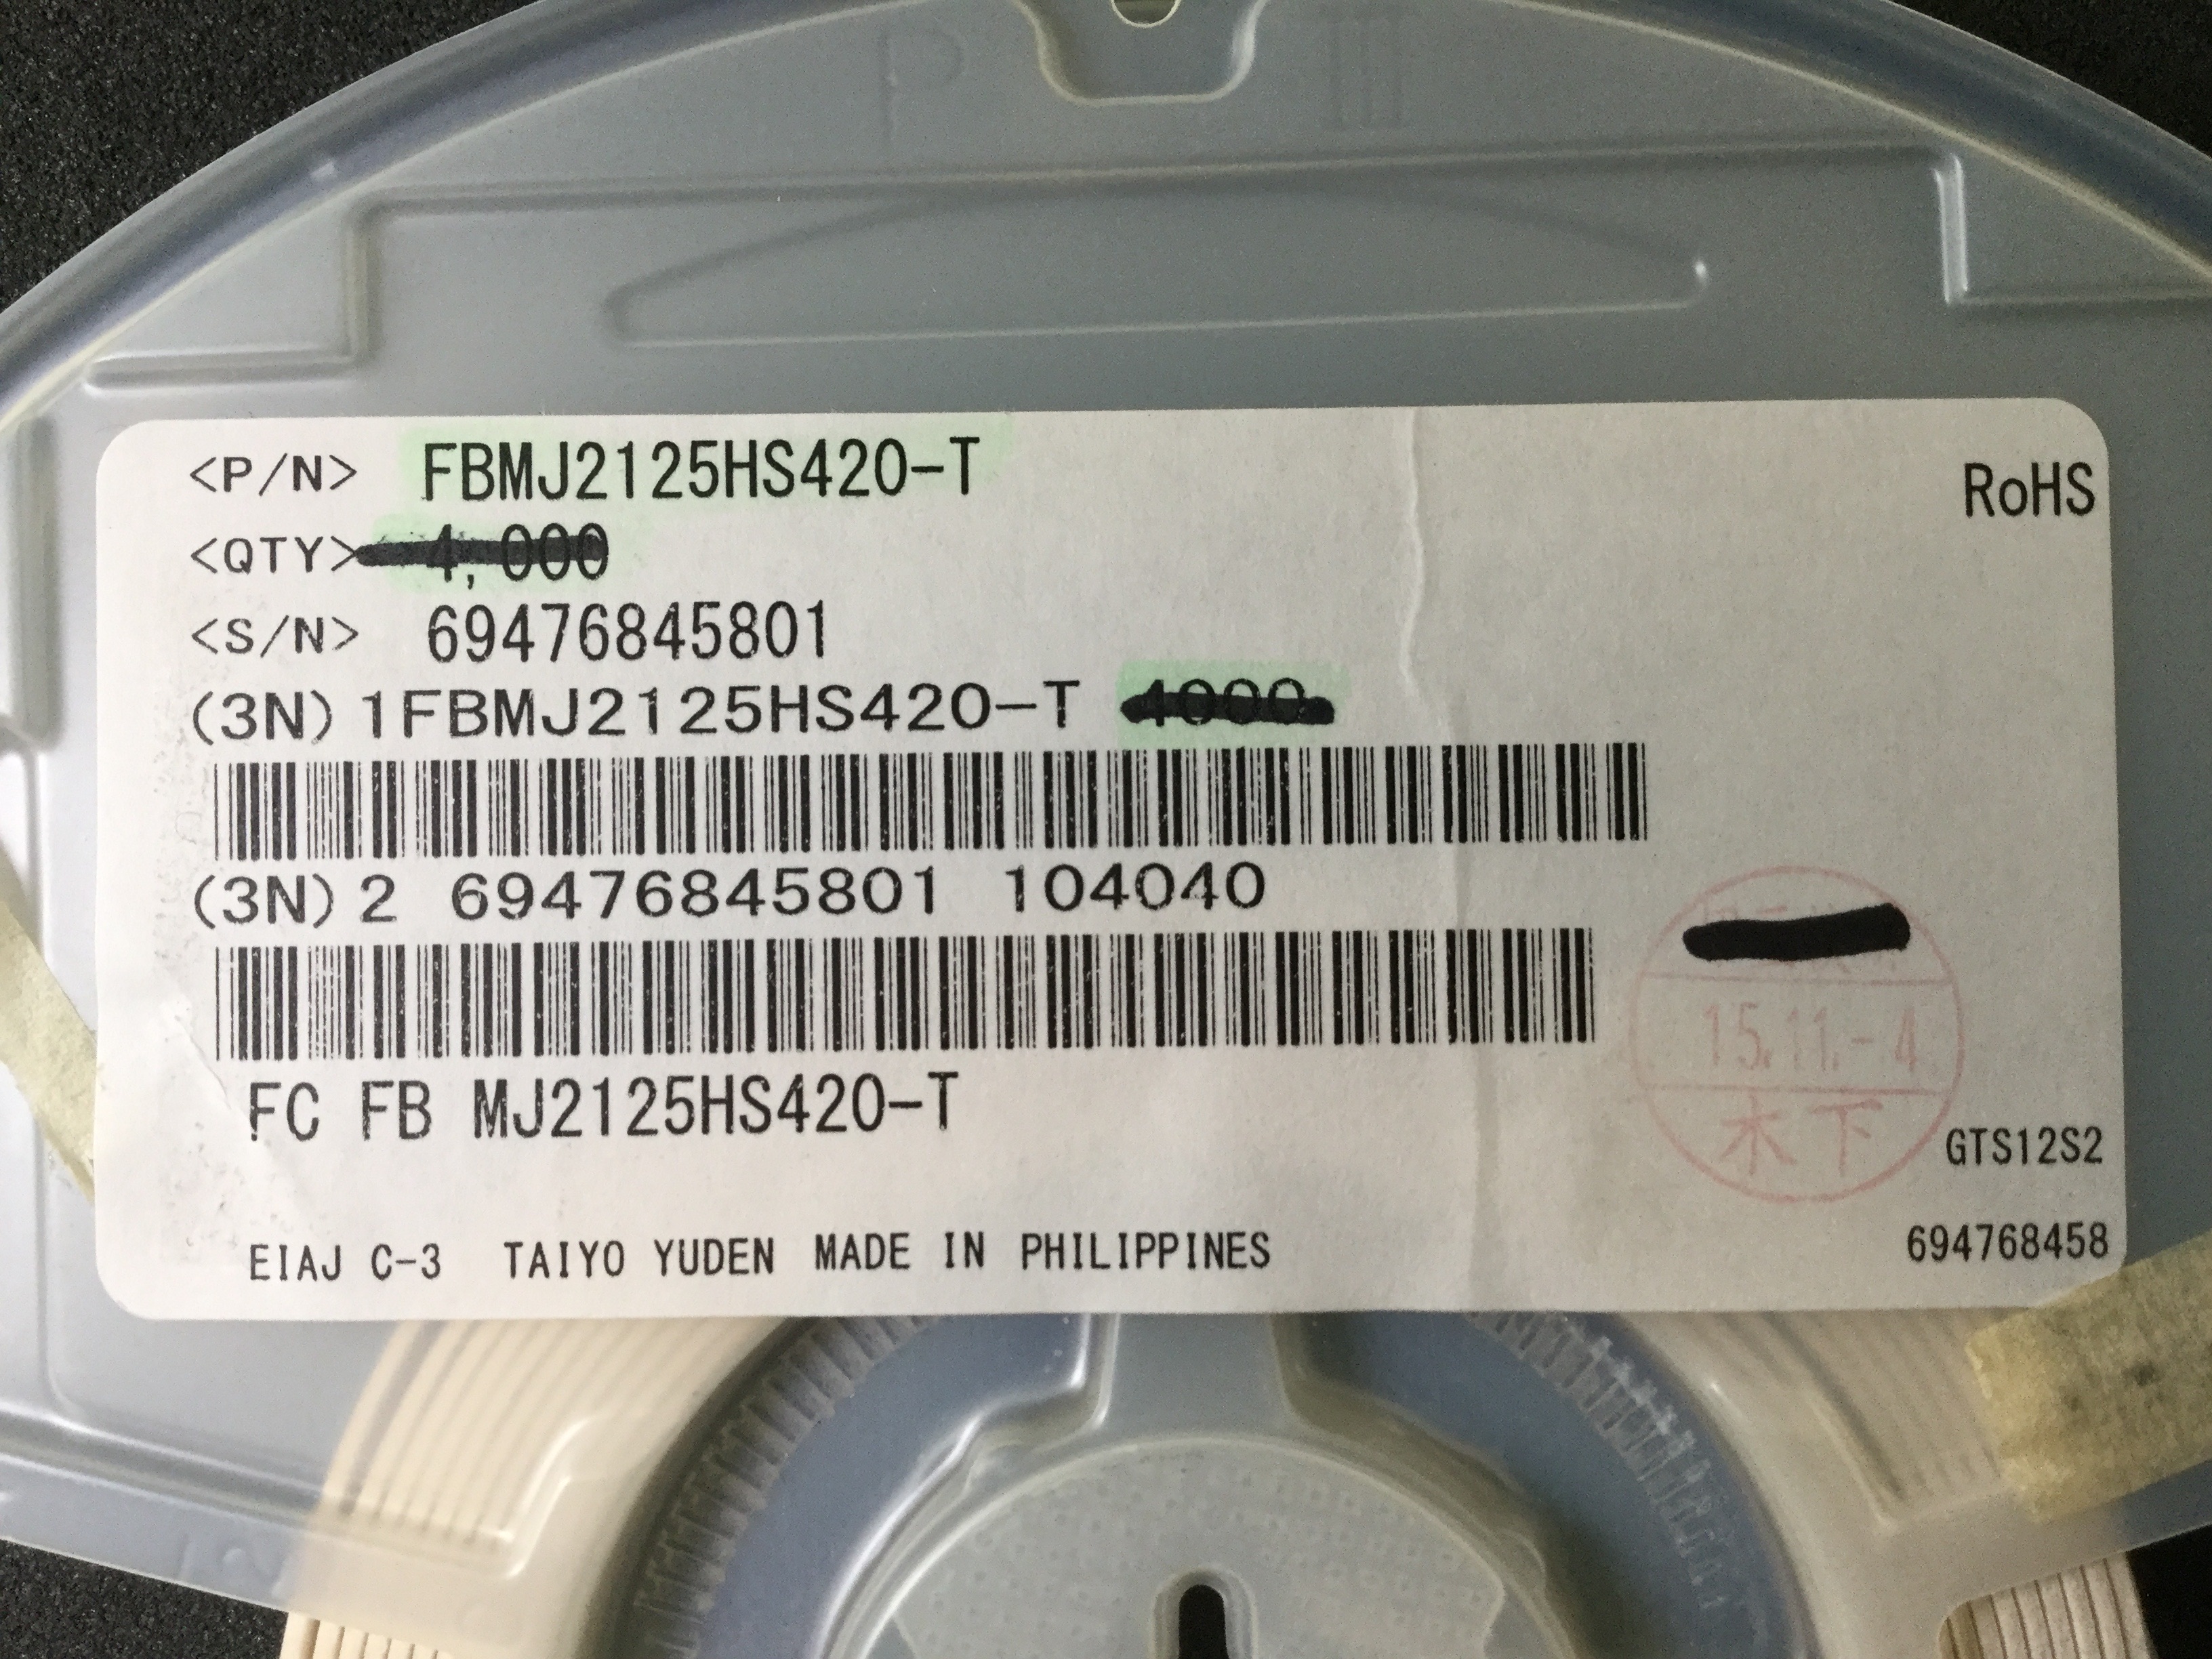 P III
<P/N> FBMJ2125HS420-T
RoHS
<QTY> 4,000
<S/N> 69476845801
(3N) 1FBMJ2125HS420-T 4000
(3N) 2 69476845801 104040
15.11.-4
木下
FC FB MJ2125HS420-T
GTS12S2
EIAJ C-3 TAIYO YUDEN MADE IN PHILIPPINES
694768458